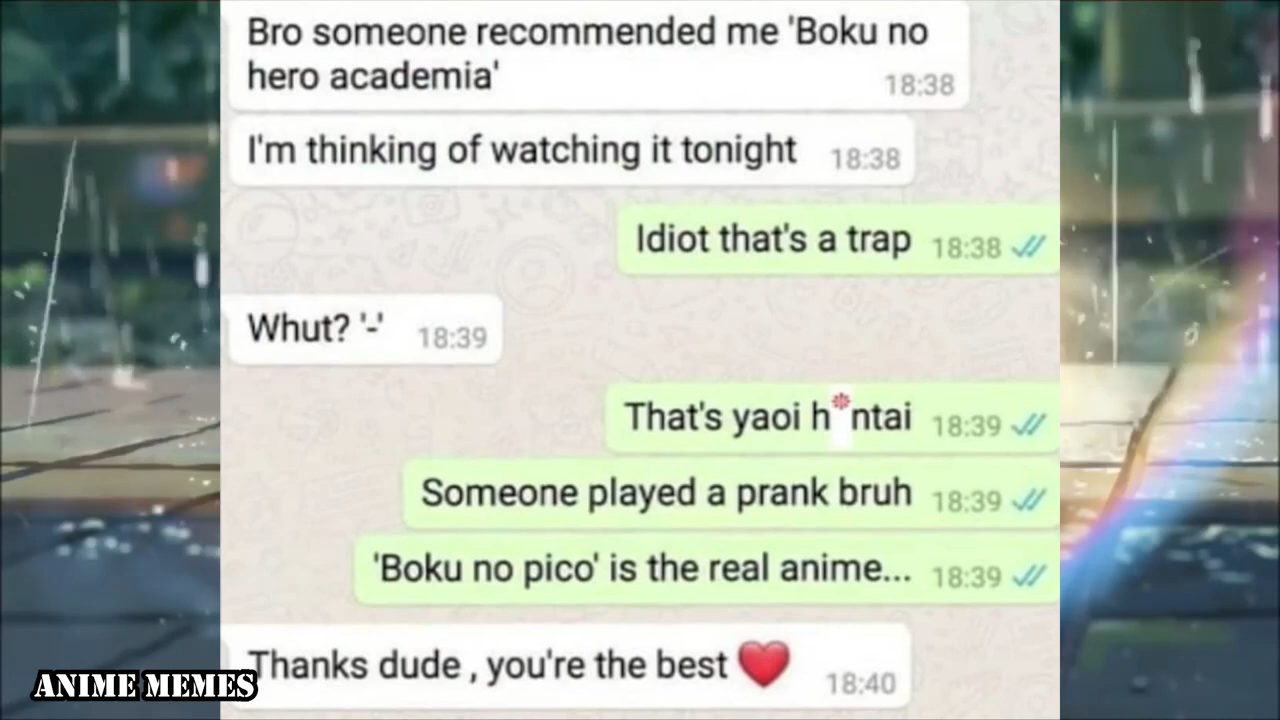 Bro someone recommended me 'Boku no
hero academia'
18:38
I'm thinking of watching it tonight 18:38
Idiot that's a trap 18:38
Whut? '-' 18:39
That's yaoi h*ntai 18:39
Someone played a prank bruh 18:39
'Boku no pico' is the real anime... 18:39
Thanks dude , you're the best ❤ 18:40
ANIME MEMES